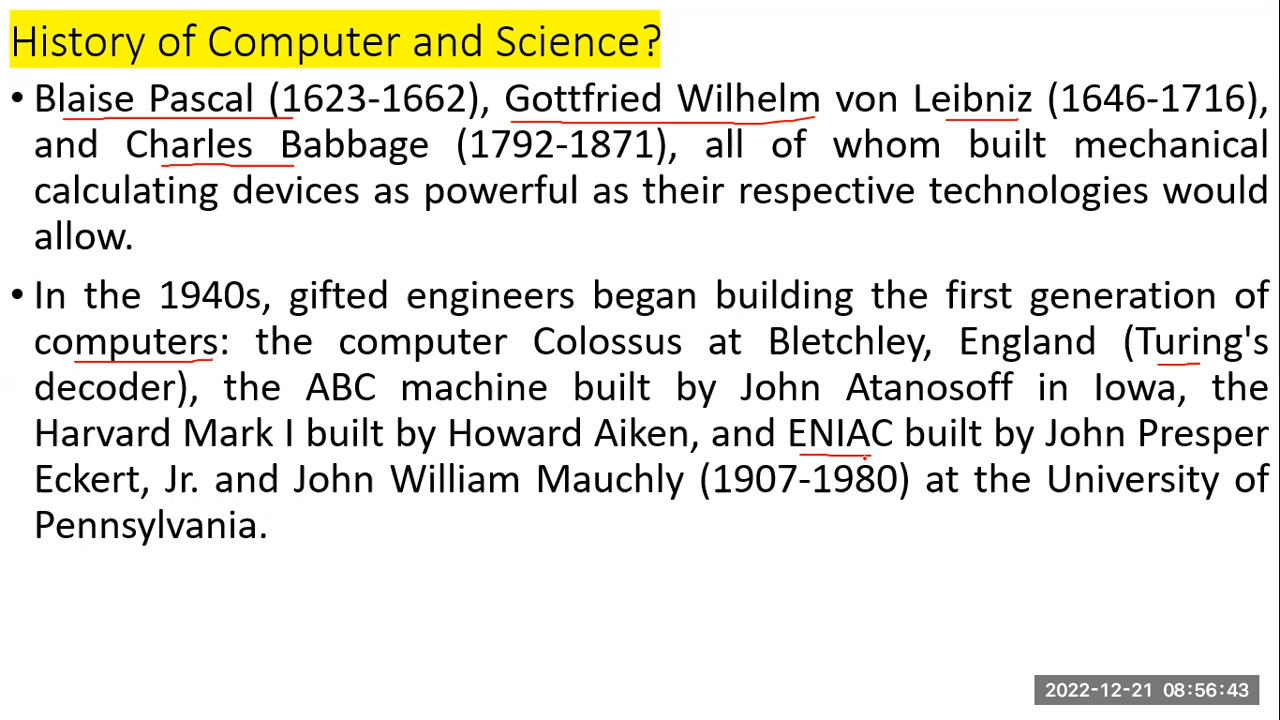 History of Computer and Science?
• Blaise Pascal (1623-1662), Gottfried Wilhelm von Leibniz (1646-1716),
and Charles Babbage (1792-1871), all of whom built mechanical
calculating devices as powerful as their respective technologies would
allow.
• In the 1940s, gifted engineers began building the first generation of
computers: the computer Colossus at Bletchley, England (Turing's
decoder), the ABC machine built by John Atanosoff in Iowa, the
Harvard Mark I built by Howard Aiken, and ENIAC built by John Presper
Eckert, Jr. and John William Mauchly (1907-1980) at the University of
Pennsylvania.
2022-12-21 08:56:43